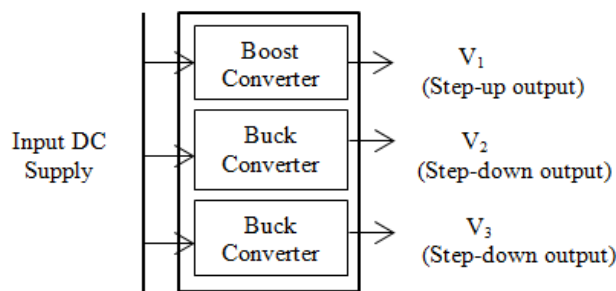 Boost
Converter
V₁
(Step-up output)
Input DC
Supply
Buck
Converter
V₂
(Step-down output)
Buck
Converter
V₃
(Step-down output)